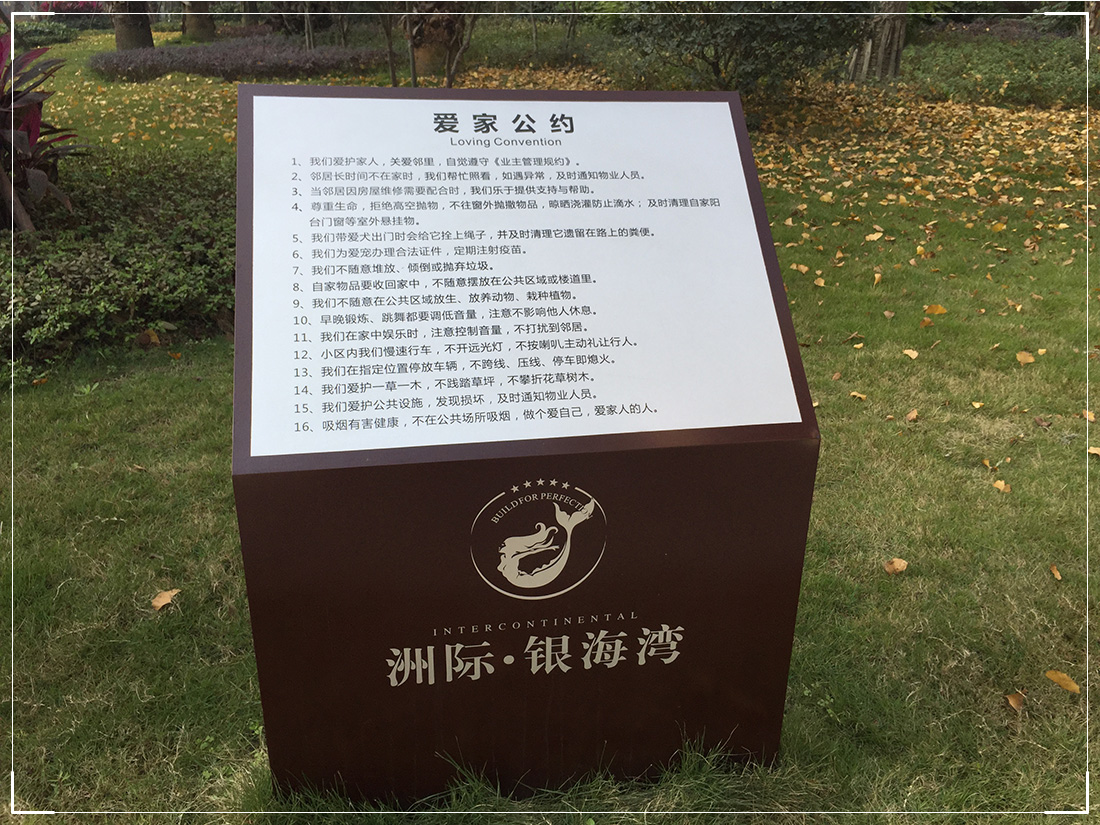 爱家公约
Loving Convention
1、我们爱护家人，关爱邻里，自觉遵守《业主管理规约》。
2、邻居长时间不在家时，我们帮忙照看，如遇异常，及时通知物业人员。
3、当邻居因房屋维修需要配合时，我们乐于提供支持与帮助。
4、尊重生命，拒绝高空抛物，不往窗外抛撒物品，晾晒浇灌防止滴水；及时清理自家阳
台门窗等室外悬挂物。
5、我们带爱犬出门时会给它拴上绳子，并及时清理它遗留在路上的粪便。
6、我们为爱宠办理合法证件，定期注射疫苗。
7、我们不随意堆放、倾倒或抛弃垃圾。
8、自家物品要收回家中，不随意摆放在公共区域或楼道里。
9、我们不随意在公共区域放生、放养动物、栽种植物。
10、早晚锻炼、跳舞都要调低音量，注意不影响他人休息。
11、我们在家中娱乐时，注意控制音量，不打扰到邻居。
12、小区内我们慢速行车，不开远光灯，不按喇叭,主动礼让行人。
13、我们在指定位置停放车辆，不跨线、压线、停车即熄火。
14、我们爱护一草一木，不践踏草坪，不攀折花草树木。
15、我们爱护公共设施，发现损坏，及时通知物业人员。
16、吸烟有害健康，不在公共场所吸烟，做个爱自己，爱家人的人。
BUILD FOR PERFECTION
INTERCONTINENTAL
洲际·银海湾